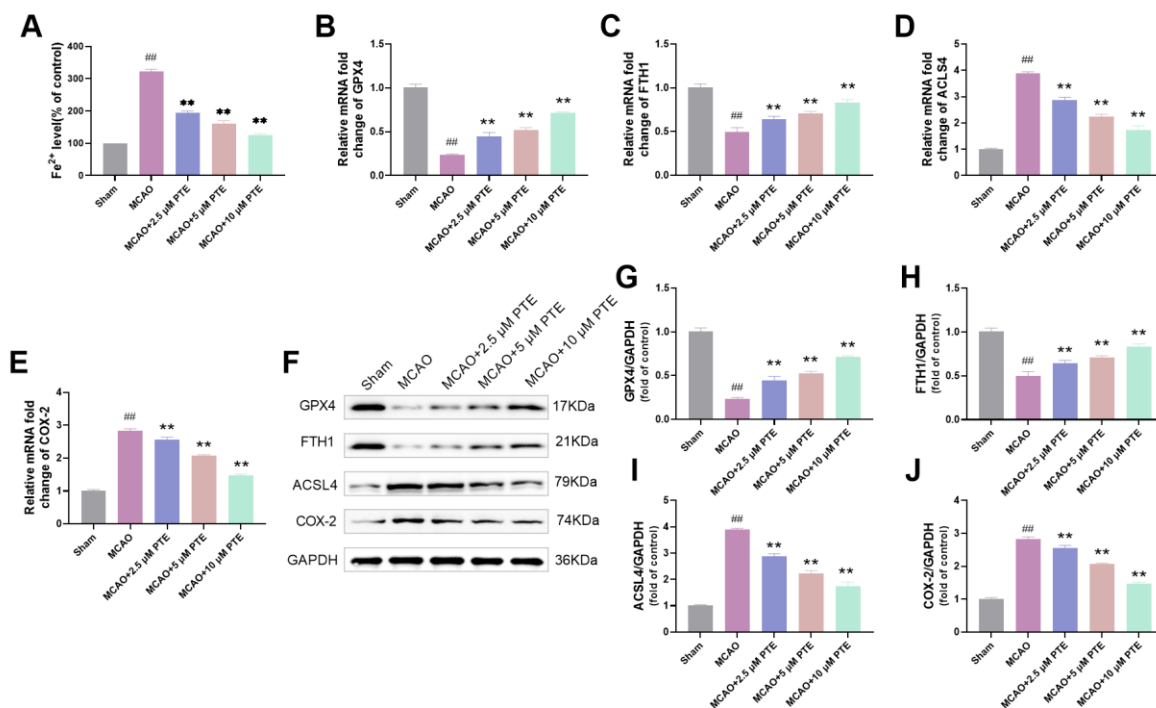 A
Fe²⁺ level(% of control)
400
300
200
100
0
##
**
**
**
Sham
MCAO
MCAO+2.5 μM PTE
MCAO+5 μM PTE
MCAO+10 μM PTE
B
Relative mRNA fold
change of GPX4
1.5
1.0
0.5
0.0
##
**
**
**
Sham
MCAO
MCAO+2.5 μM PTE
MCAO+5 μM PTE
MCAO+10 μM PTE
C
Relative mRNA fold
change of FTH1
1.5
1.0
0.5
0.0
##
**
**
**
Sham
MCAO
MCAO+2.5 μM PTE
MCAO+5 μM PTE
MCAO+10 μM PTE
D
Relative mRNA fold
change of ACLS4
5
4
3
2
1
0
##
**
**
**
Sham
MCAO
MCAO+2.5 μM PTE
MCAO+5 μM PTE
MCAO+10 μM PTE
E
Relative mRNA fold
change of COX-2
4
3
2
1
0
##
**
**
**
Sham
MCAO
MCAO+2.5 μM PTE
MCAO+5 μM PTE
MCAO+10 μM PTE
F
Sham
MCAO
MCAO+2.5 μM PTE
MCAO+5 μM PTE
MCAO+10 μM PTE
GPX4 17KDa
FTH1 21KDa
ACSL4 79KDa
COX-2 74KDa
GAPDH 36KDa
G
GPX4/GAPDH
(fold of control)
1.5
1.0
0.5
0.0
##
**
**
**
Sham
MCAO
MCAO+2.5 μM PTE
MCAO+5 μM PTE
MCAO+10 μM PTE
H
FTH1/GAPDH
(fold of control)
1.5
1.0
0.5
0.0
##
**
**
**
Sham
MCAO
MCAO+2.5 μM PTE
MCAO+5 μM PTE
MCAO+10 μM PTE
I
ACSL4/GAPDH
(fold of control)
5
4
3
2
1
0
##
**
**
**
Sham
MCAO
MCAO+2.5 μM PTE
MCAO+5 μM PTE
MCAO+10 μM PTE
J
COX-2/GAPDH
(fold of control)
4
3
2
1
0
##
**
**
**
Sham
MCAO
MCAO+2.5 μM PTE
MCAO+5 μM PTE
MCAO+10 μM PTE